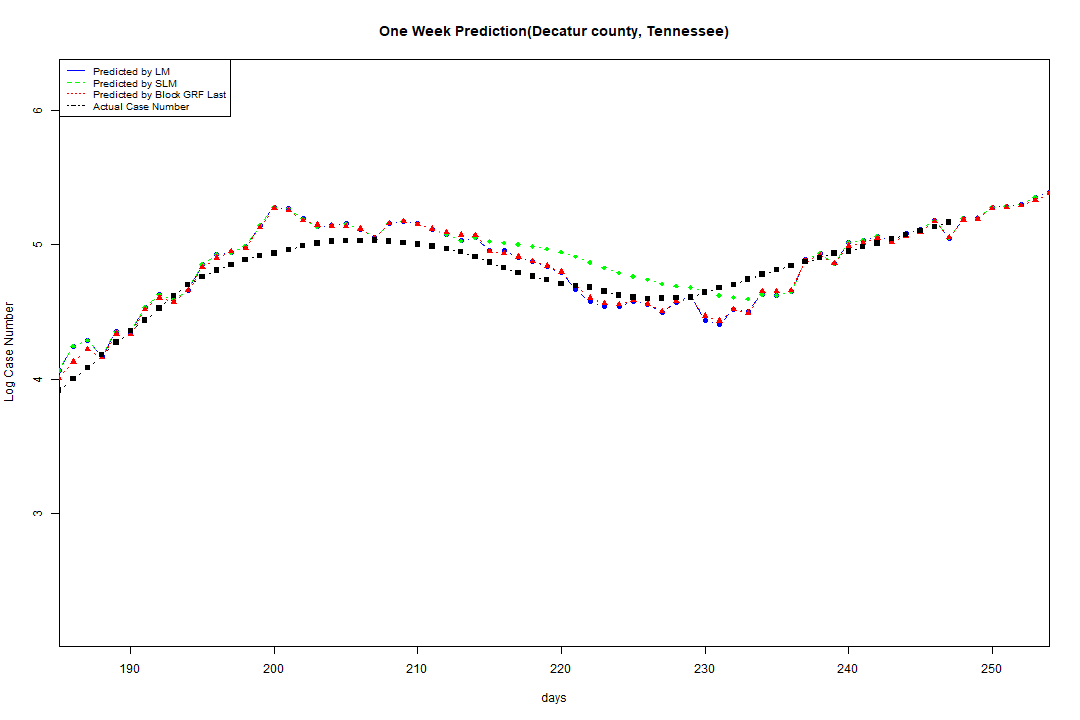 One Week Prediction(Decatur county, Tennessee)
Predicted by LM
Predicted by SLM
Predicted by Block GRF Last
Actual Case Number
6
5
4
3
Log Case Number
190 200 210 220 230 240 250
days